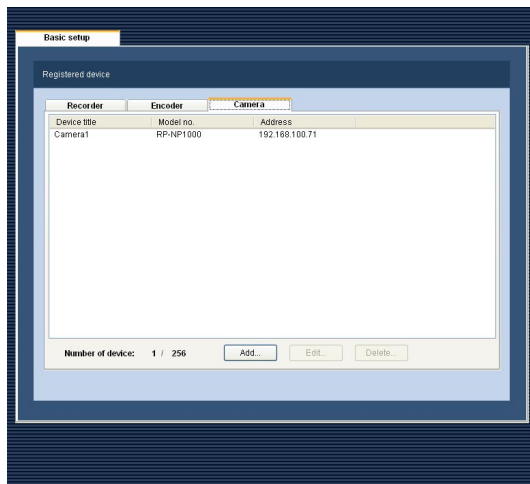 Basic setup
Registered device
Recorder Encoder Camera
Device title Model no. Address
Camera1 RP-NP1000 192.168.100.71
Number of device: 1 / 256 Add... Edit... Delete...